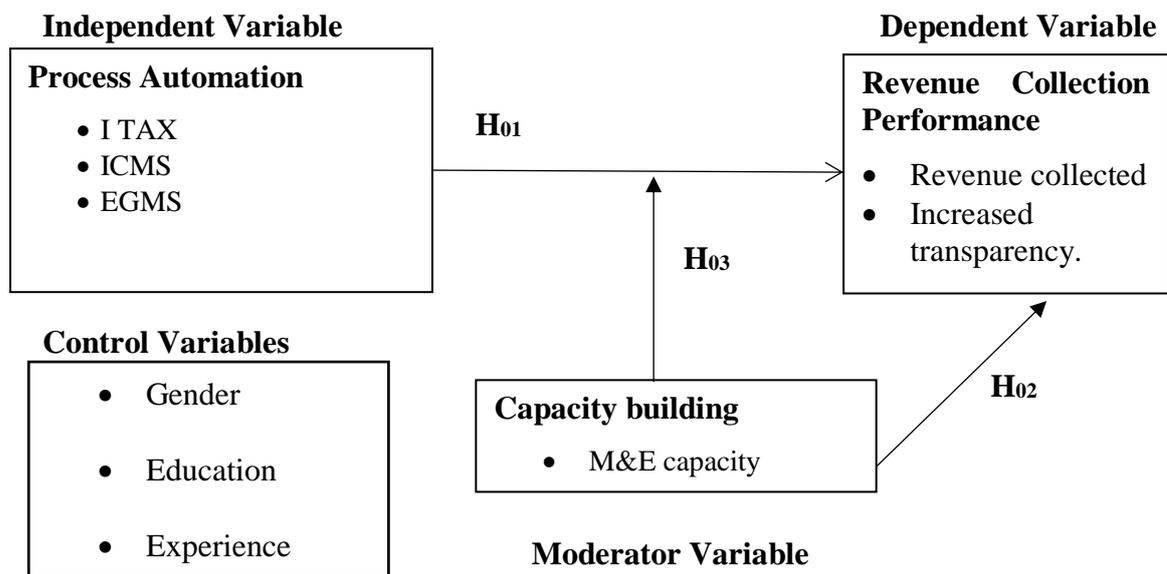 Independent Variable
Process Automation
• I TAX
• ICMS
• EGMS
H01
Dependent Variable
Revenue Collection
Performance
• Revenue collected
• Increased
transparency.
H03
Control Variables
• Gender
• Education
• Experience
Capacity building
• M&E capacity
H02
Moderator Variable